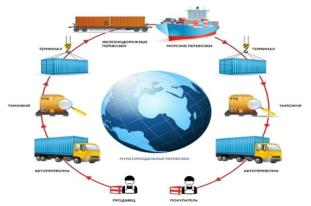 ЖЕЛЕЗНОДОРОЖНЫЕ
ПЕРЕВОЗКИ
МОРСКИЕ ПЕРЕВОЗКИ
ТЕРМИНАЛ
ТЕРМИНАЛ
ТАМОЖНЯ
ТАМОЖНЯ
МУЛЬТИМОДАЛЬНЫЕ ПЕРЕВОЗКИ
АВТОПЕРЕВОЗКА
АВТОПЕРЕВОЗКА
ПРОДАВЕЦ
ПОКУПАТЕЛЬ